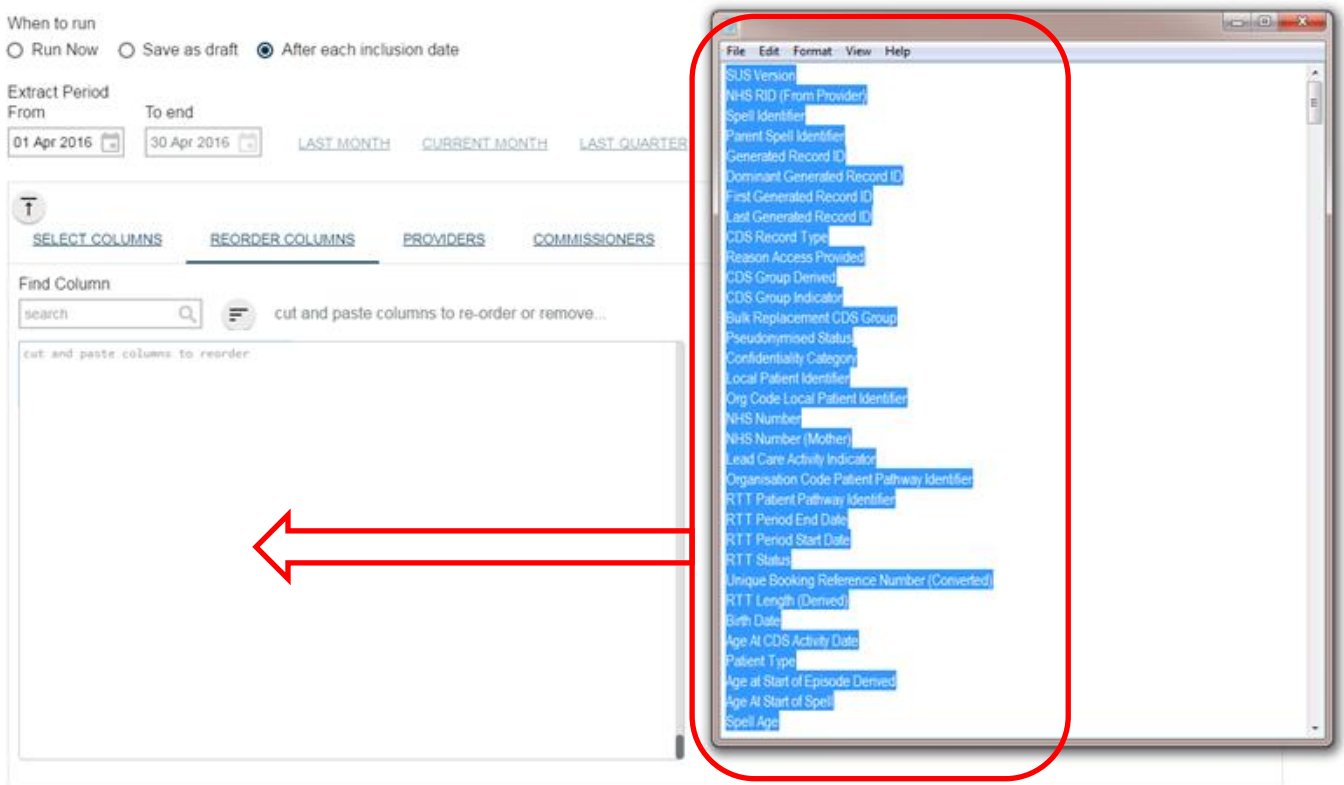 When to run
Run Now Save as draft After each inclusion date
Extract Period
From To end
01 Apr 2016 30 Apr 2016 LAST MONTH CURRENT MONTH LAST QUARTER
SELECT COLUMNS REORDER COLUMNS PROVIDERS COMMISSIONERS
Find Column
search cut and paste columns to re-order or remove...
cut and paste columns to reorder
File Edit Format View Help
SUS Version
NHS RID (From Provider)
Spell Identifier
Parent Spell Identifier
Generated Record ID
Dominant Generated Record ID
First Generated Record ID
Last Generated Record ID
CDS Record Type
Reason Access Provided
CDS Group Derived
CDS Group Indicator
Bulk Replacement CDS Group
Pseudonymised Status
Confidentiality Category
Local Patient Identifier
Org Code Local Patient Identifier
NHS Number
NHS Number (Mother)
Lead Care Activity Indicator
Organisation Code Patient Pathway Identifier
RTT Patient Pathway Identifier
RTT Period End Date
RTT Period Start Date
RTT Status
Unique Booking Reference Number (Converted)
RTT Length (Derived)
Birth Date
Age At CDS Activity Date
Patient Type
Age at Start of Episode Derived
Age At Start of Spell
Spell Age